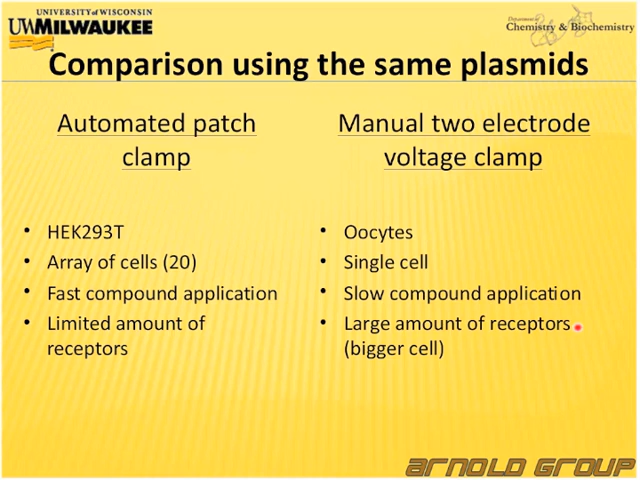 UNIVERSITY of WISCONSIN
UWMILWAUKEE
Department of
Chemistry & Biochemistry
Comparison using the same plasmids
Automated patch
clamp
• HEK293T
• Array of cells (20)
• Fast compound application
• Limited amount of
receptors
Manual two electrode
voltage clamp
• Oocytes
• Single cell
• Slow compound application
• Large amount of receptors
(bigger cell)
ARNOLD GROUP